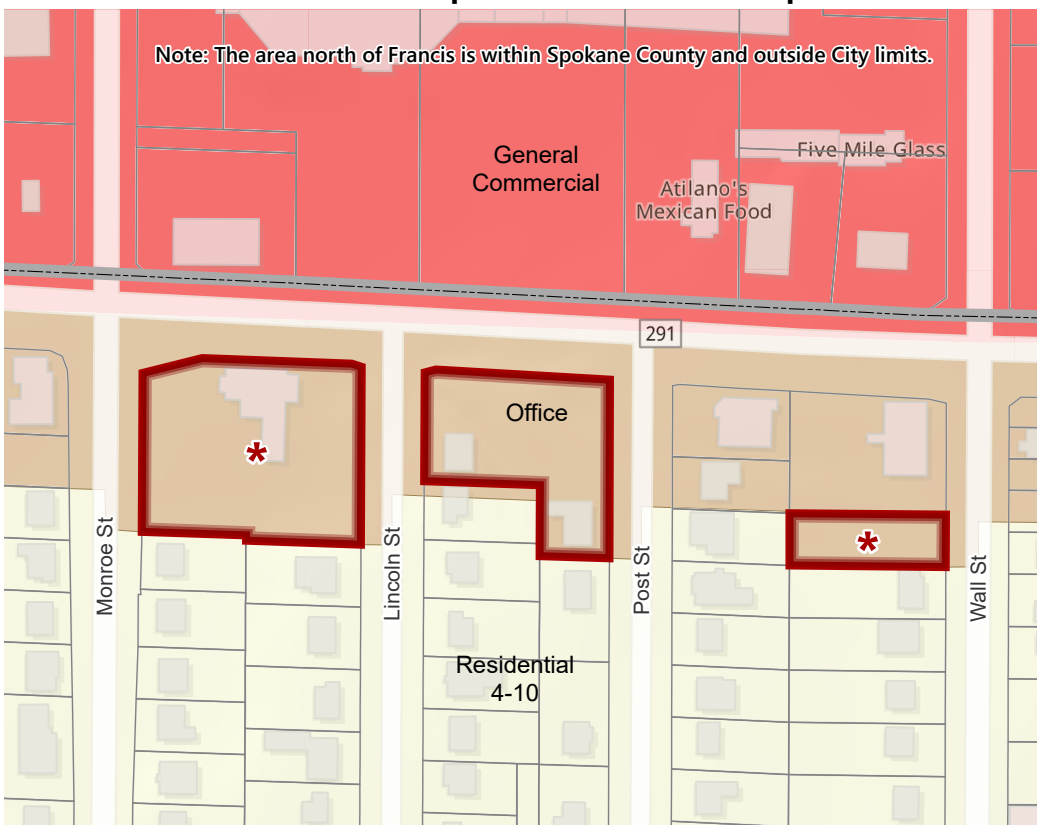 Note: The area north of Francis is within Spokane County and outside City limits.
General
Commercial
Five Mile Glass
Atilano's
Mexican Food
291
Office
*
*
Monroe St
Lincoln St
Post St
Wall St
Residential
4-10